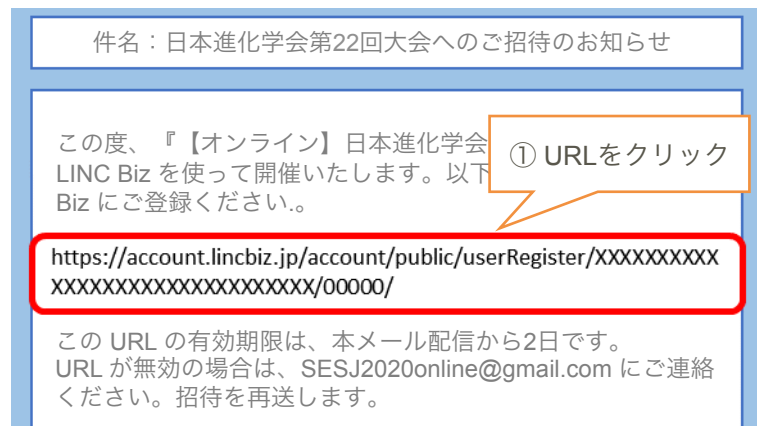 件名：日本進化学会第22回大会へのご招待のお知らせ
この度、『【オンライン】日本進化学会
① URLをクリック
LINC Biz を使って開催いたします。以下
Biz にご登録ください.。
https://account.lincbiz.jp/account/public/userRegister/XXXXXXXXXX
XXXXXXXXXXXXXXXXXXXXXX/00000/
この URL の有効期限は、本メール配信から2日です。
URL が無効の場合は、SESJ2020online@gmail.com にご連絡
ください。招待を再送します。